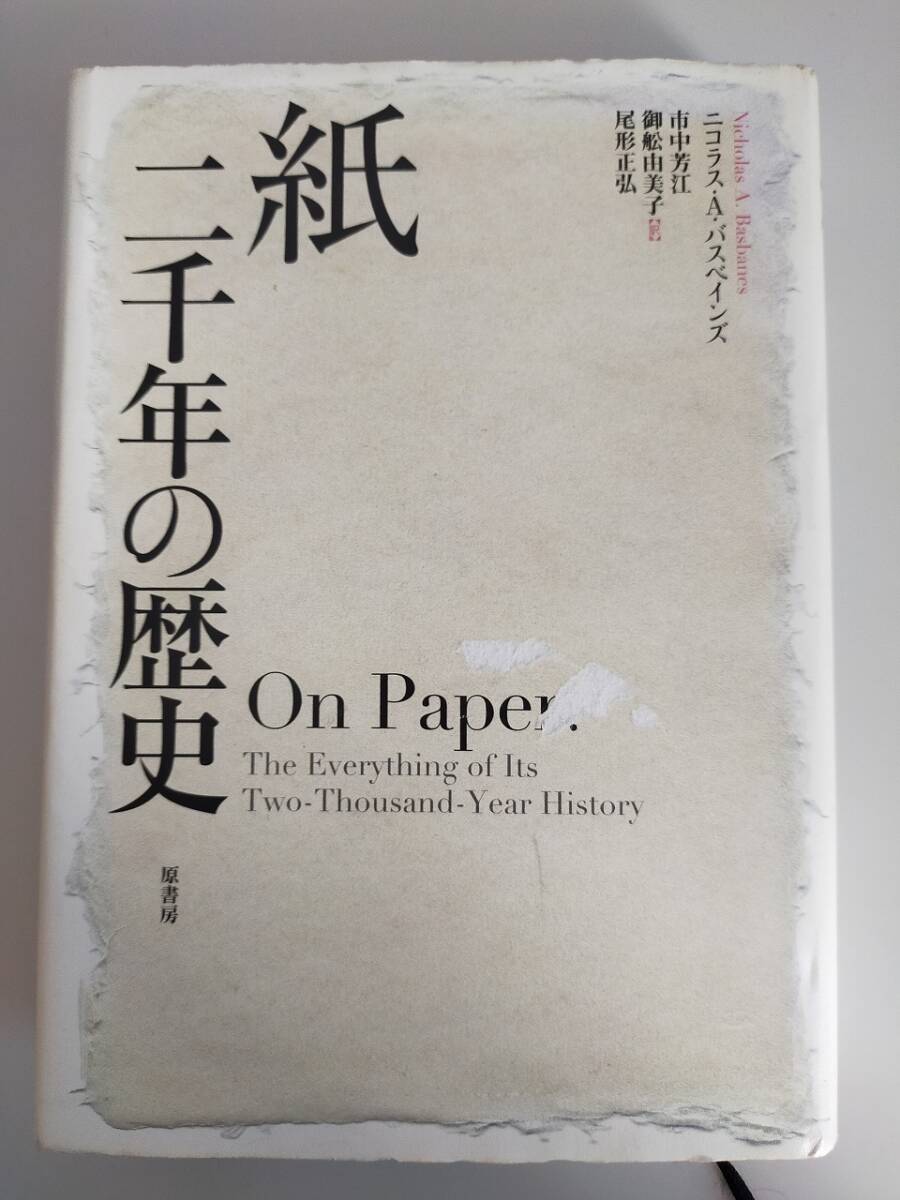 Nicholas A. Basbanes
ニコラス・A・バスベインズ
市中芳江
御舩由美子【訳】
尾形正弘
紙
二千年の歴史
On Paper:
The Everything of Its
Two-Thousand-Year History
原書房